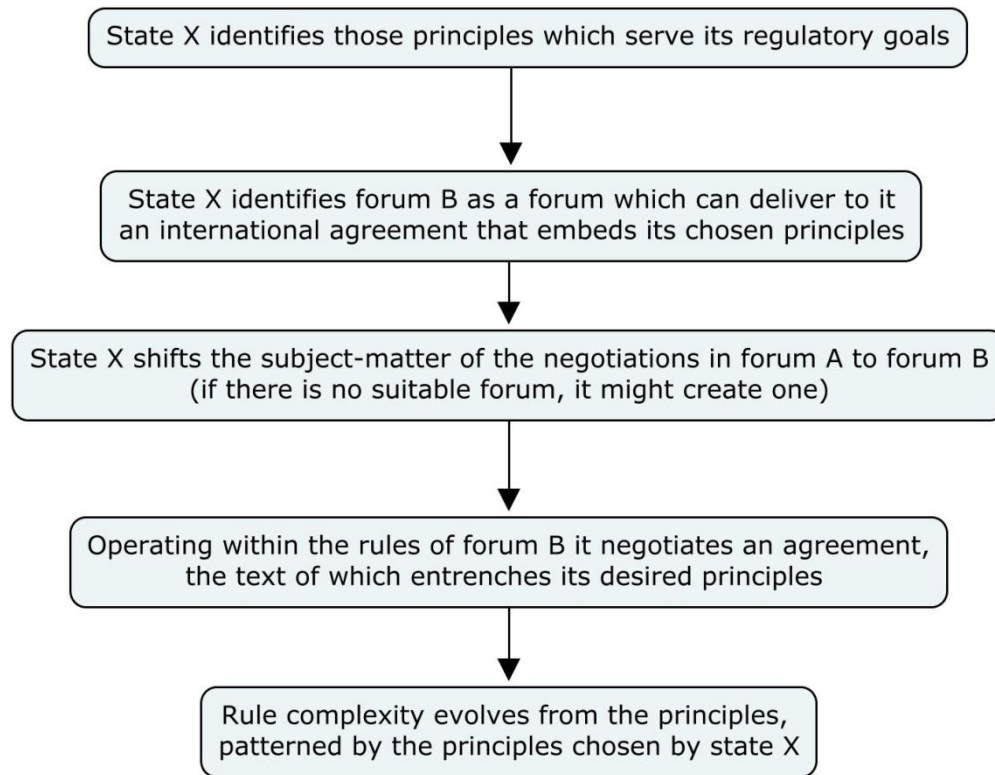 State X identifies those principles which serve its regulatory goals
State X identifies forum B as a forum which can deliver to it
an international agreement that embeds its chosen principles
State X shifts the subject-matter of the negotiations in forum A to forum B
(if there is no suitable forum, it might create one)
Operating within the rules of forum B it negotiates an agreement,
the text of which entrenches its desired principles
Rule complexity evolves from the principles,
patterned by the principles chosen by state X